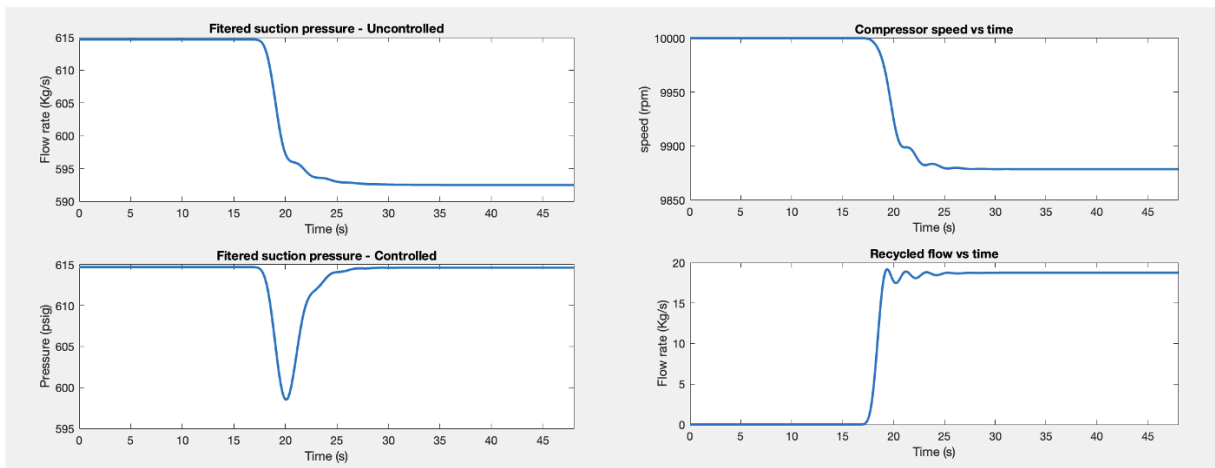 Fitered suction pressure - Uncontrolled
615
610
605
600
595
590
Flow rate (Kg/s)
0 5 10 15 20 25 30 35 40 45
Time (s)
Compressor speed vs time
10000
9950
9900
9850
speed (rpm)
0 5 10 15 20 25 30 35 40 45
Time (s)
Fitered suction pressure - Controlled
615
610
605
600
595
Pressure (psig)
0 5 10 15 20 25 30 35 40 45
Time (s)
Recycled flow vs time
20
15
10
5
0
Flow rate (Kg/s)
0 5 10 15 20 25 30 35 40 45
Time (s)